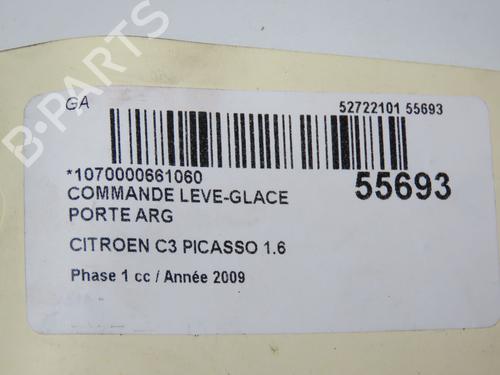 GA
52722101 55693
*1070000661060
55693
COMMANDE LEVE-GLACE
PORTE ARG
CITROEN C3 PICASSO 1.6
Phase 1 cc / Année 2009
B-PARTS